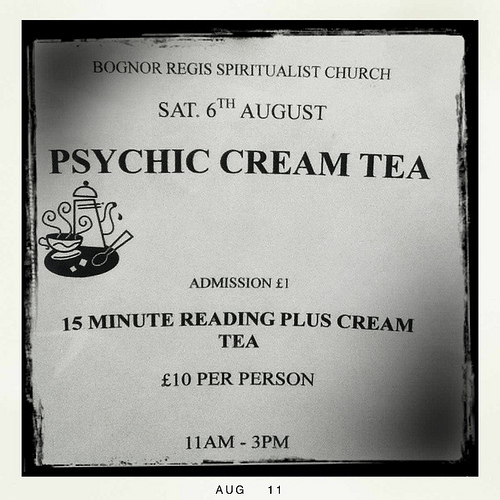 BOGNOR REGIS SPIRITUALIST CHURCH
SAT. 6TH AUGUST
PSYCHIC CREAM TEA
ADMISSION £1
15 MINUTE READING PLUS CREAM
TEA
£10 PER PERSON
11AM - 3PM
AUG 11